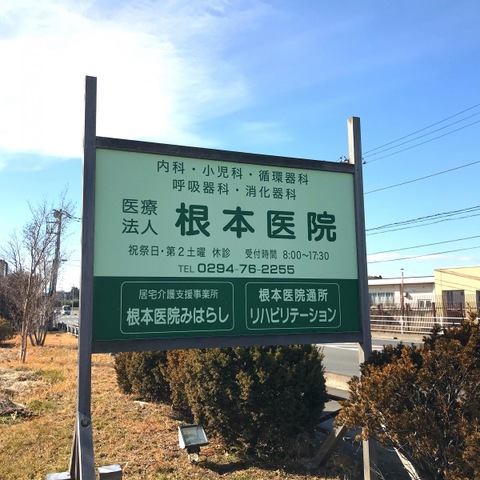 内科・小児科・循環器科
呼吸器科・消化器科
医療法人 根本医院
祝祭日・第2土曜 休診 受付時間 8:00～17:30
TEL 0294-76-2255
居宅介護支援事業所
根本医院みはらし
根本医院通所
リハビリテーション